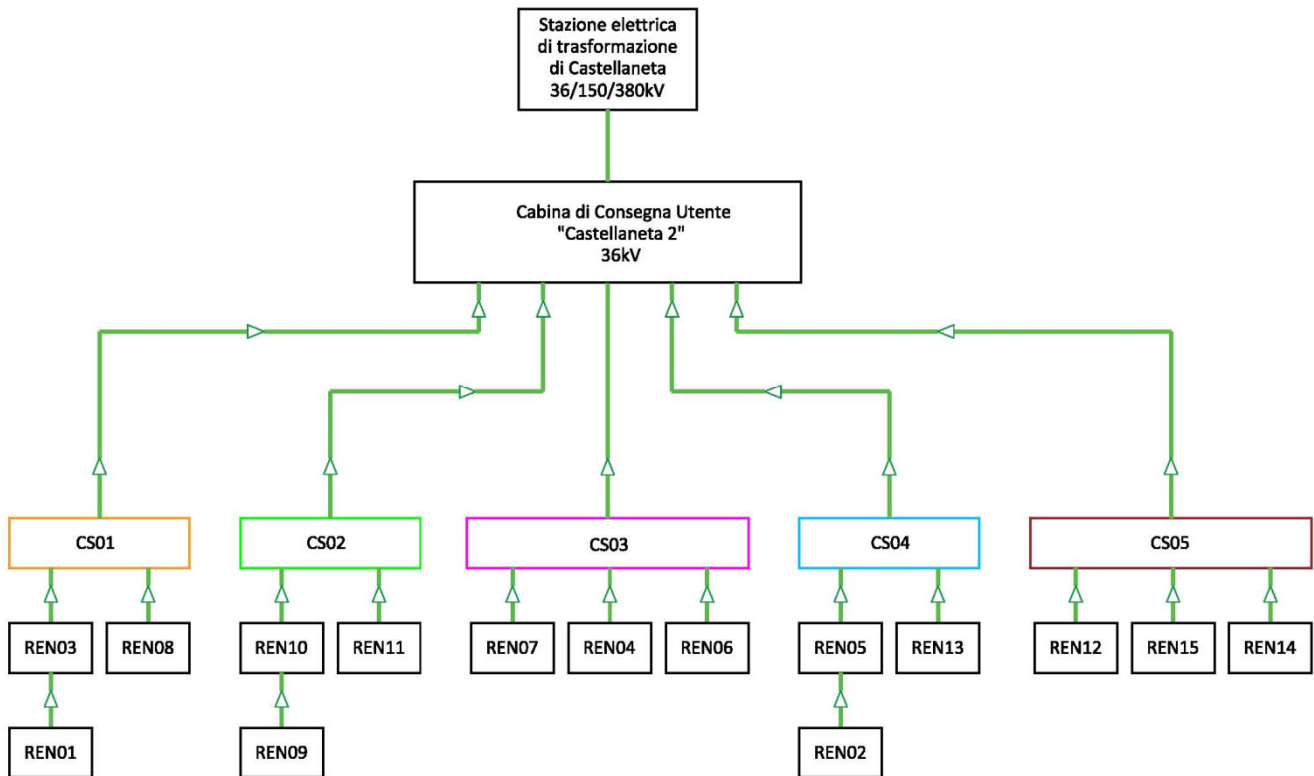 Stazione elettrica
di trasformazione
di Castellaneta
36/150/380kV
Cabina di Consegna Utente
"Castellaneta 2"
36kV
CS01
CS02
CS03
CS04
CS05
REN03
REN08
REN10
REN11
REN07
REN04
REN06
REN05
REN13
REN12
REN15
REN14
REN01
REN09
REN02